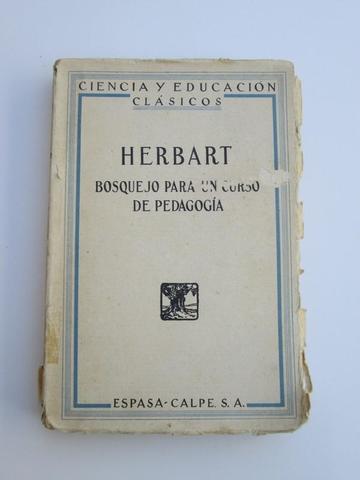 CIENCIA Y EDUCACIÓN
CLÁSICOS
HERBART
BOSQUEJO PARA UN CURSO
DE PEDAGOGÍA
ESPASA-CALPE, S. A.